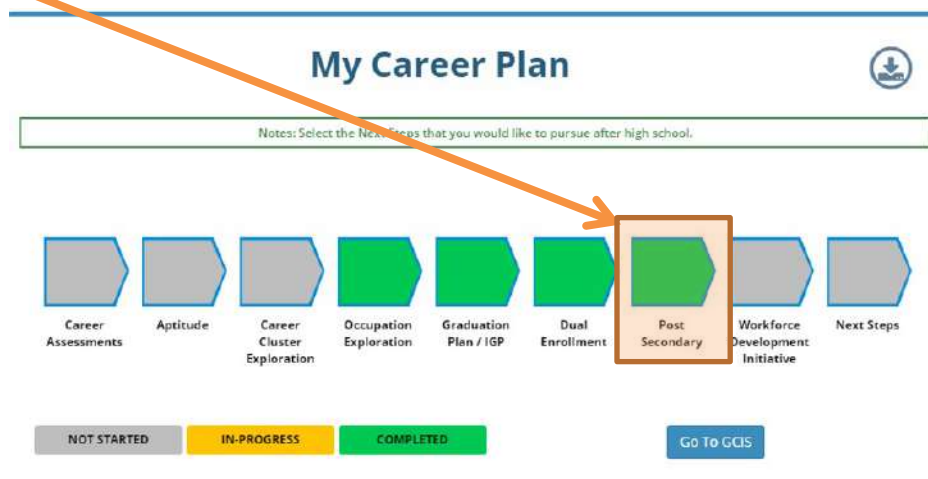 My Career Plan
Notes: Select the Next Steps that you would like to pursue after high school.
Career
Assessments
Aptitude
Career
Cluster
Exploration
Occupation
Exploration
Graduation
Plan / IGP
Dual
Enrollment
Post
Secondary
Workforce
Development
Initiative
Next Steps
NOT STARTED
IN-PROGRESS
COMPLETED
Go To GCIS